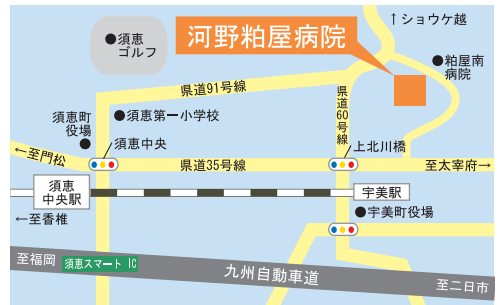 ↑ショウケ越
須恵
ゴルフ
河野粕屋病院
粕屋南
病院
県道91号線
県道60号線
須恵町
役場
須恵第一小学校
須恵中央
上北川橋
←至門松
県道35号線
至太宰府→
須恵
中央駅
宇美駅
←至香椎
宇美町役場
至福岡
須恵スマート IC
九州自動車道
至二日市